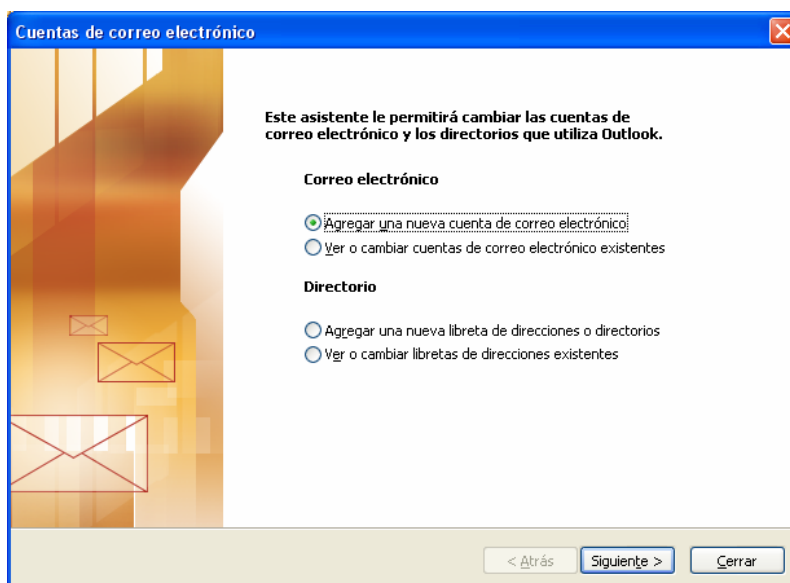 Cuentas de correo electrónico
Este asistente le permitirá cambiar las cuentas de
correo electrónico y los directorios que utiliza Outlook.
Correo electrónico
Agregar una nueva cuenta de correo electrónico
Ver o cambiar cuentas de correo electrónico existentes
Directorio
Agregar una nueva libreta de direcciones o directorios
Ver o cambiar libretas de direcciones existentes
< Atrás Siguiente > Cerrar